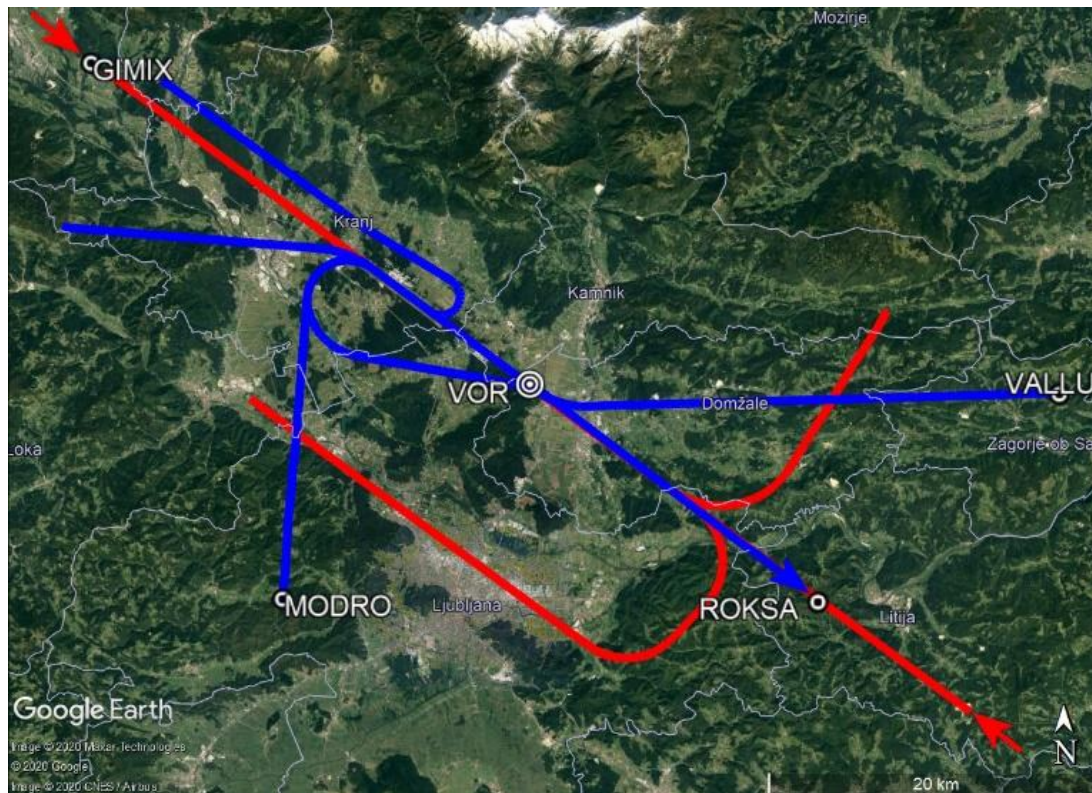 Mozirje
GIMIX
Kranj
Kamnik
VOR
Domžale
VALLU
Loka
Zagorje ob Sa
MODRO
Ljubljana
ROKSA
Litija
Google Earth
Image © 2020 Maxar Technologies
© 2020 Google
Image © 2020 CNES / Airbus
N
20 km